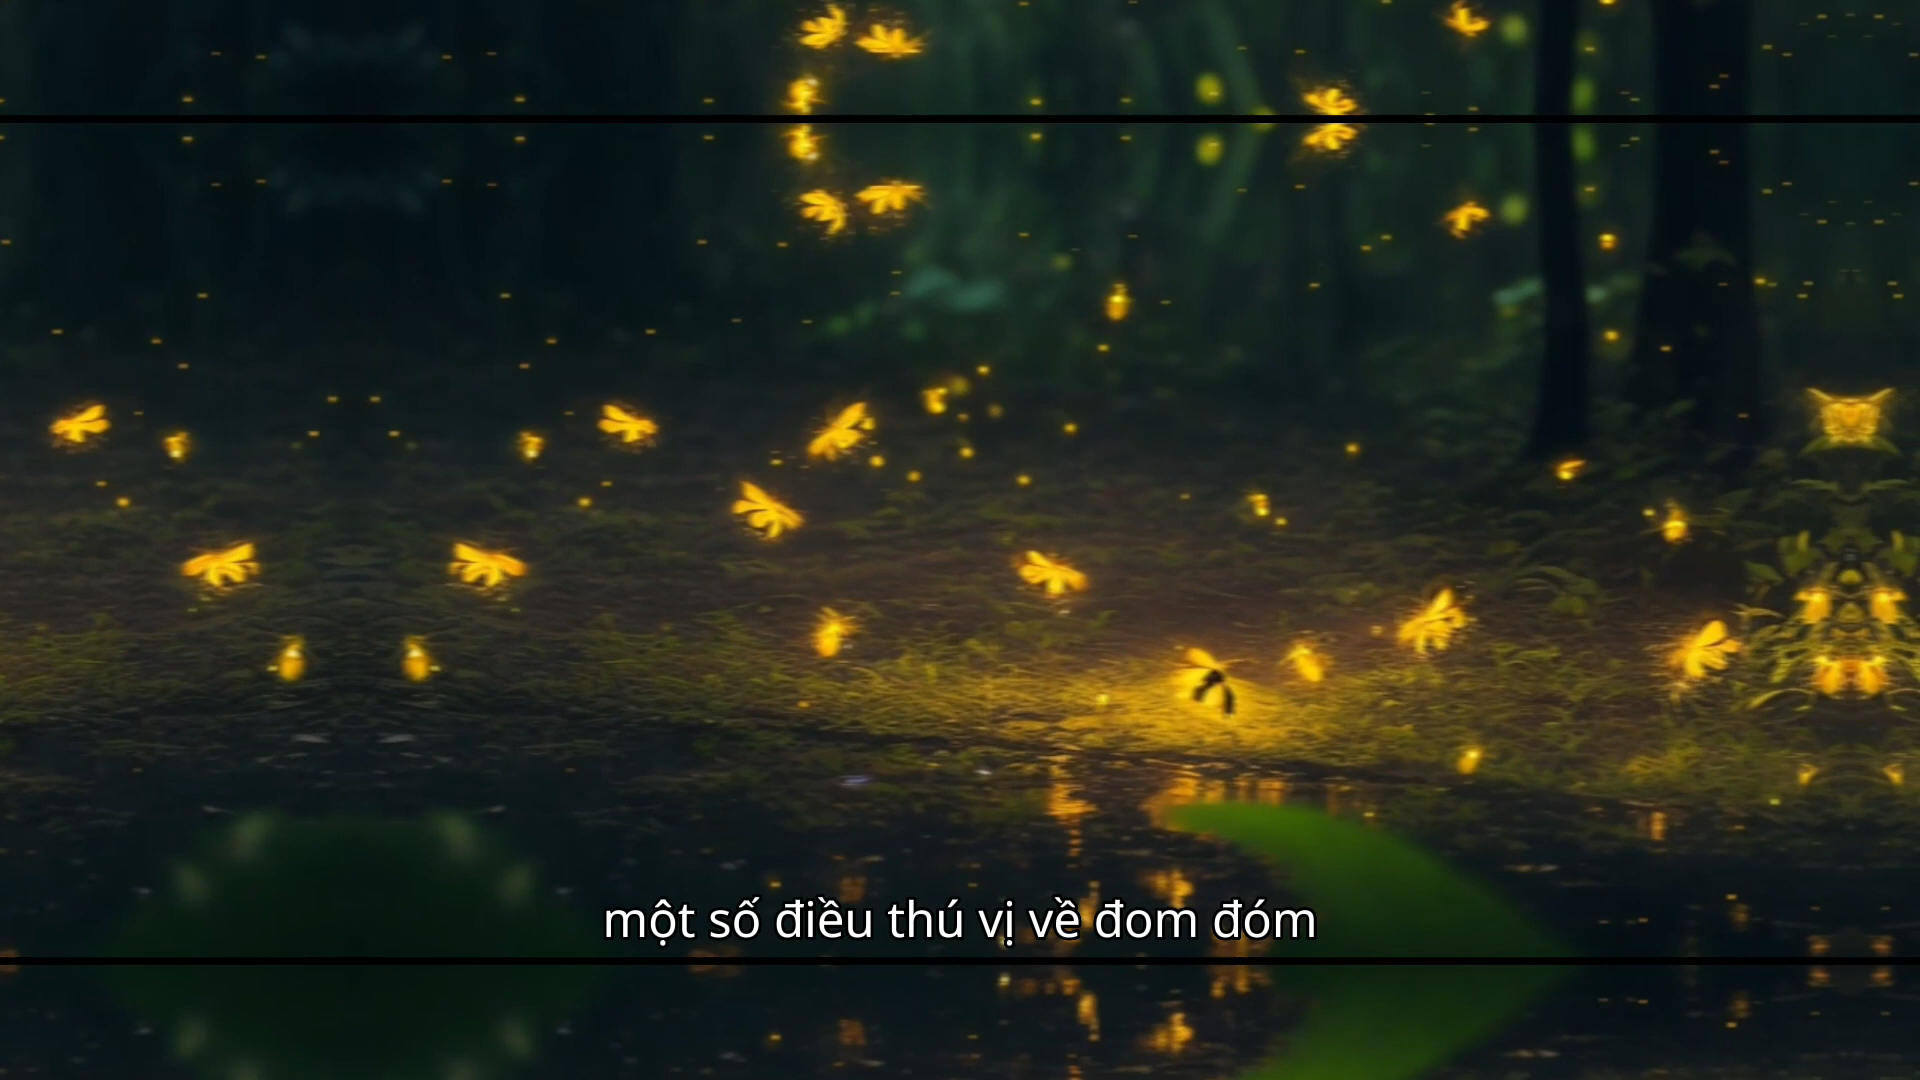 một số điều thú vị về đom đóm